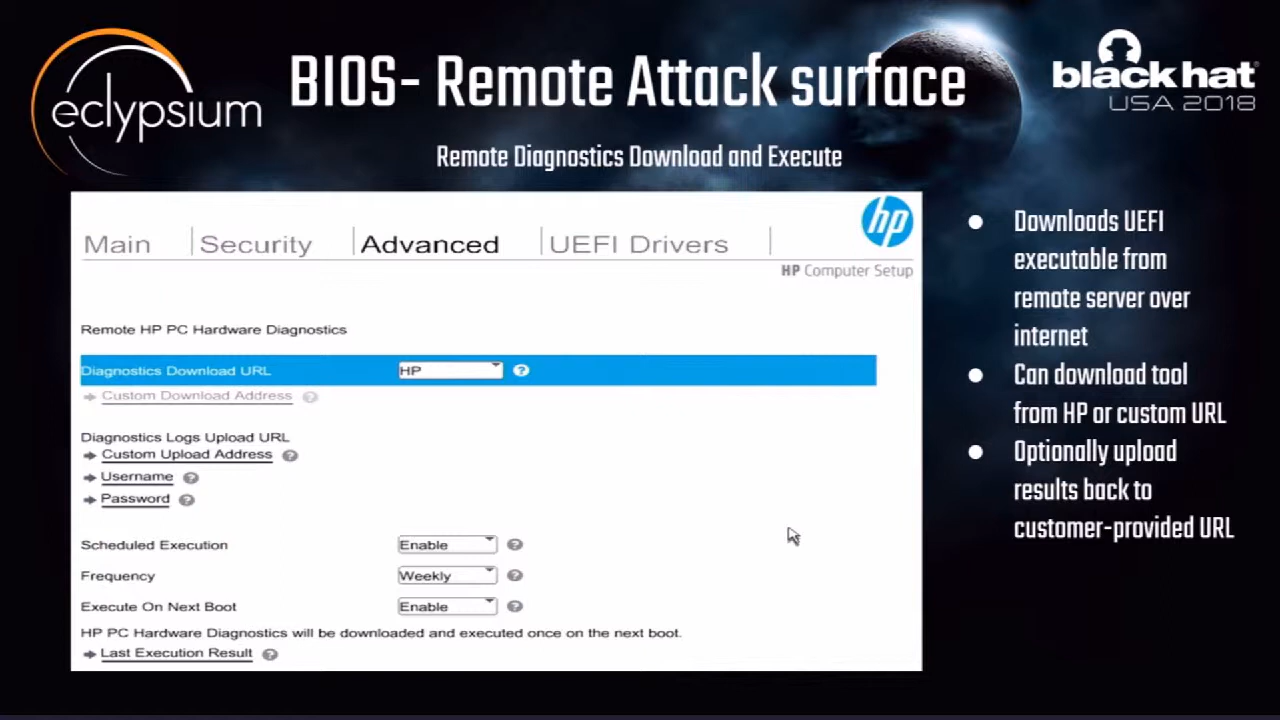 eclypsium
BIOS- Remote Attack surface
black hat
USA 2018
Remote Diagnostics Download and Execute
hp
Main
Security
Advanced
UEFI Drivers
HP Computer Setup
Remote HP PC Hardware Diagnostics
Diagnostics Download URL HP ?
Custom Download Address ?
Diagnostics Logs Upload URL
Custom Upload Address ?
Username ?
Password ?
Scheduled Execution Enable ?
Frequency Weekly ?
Execute On Next Boot Enable ?
HP PC Hardware Diagnostics will be downloaded and executed once on the next boot.
Last Execution Result ?
● Downloads UEFI
executable from
remote server over
internet
● Can download tool
from HP or custom URL
● Optionally upload
results back to
customer-provided URL